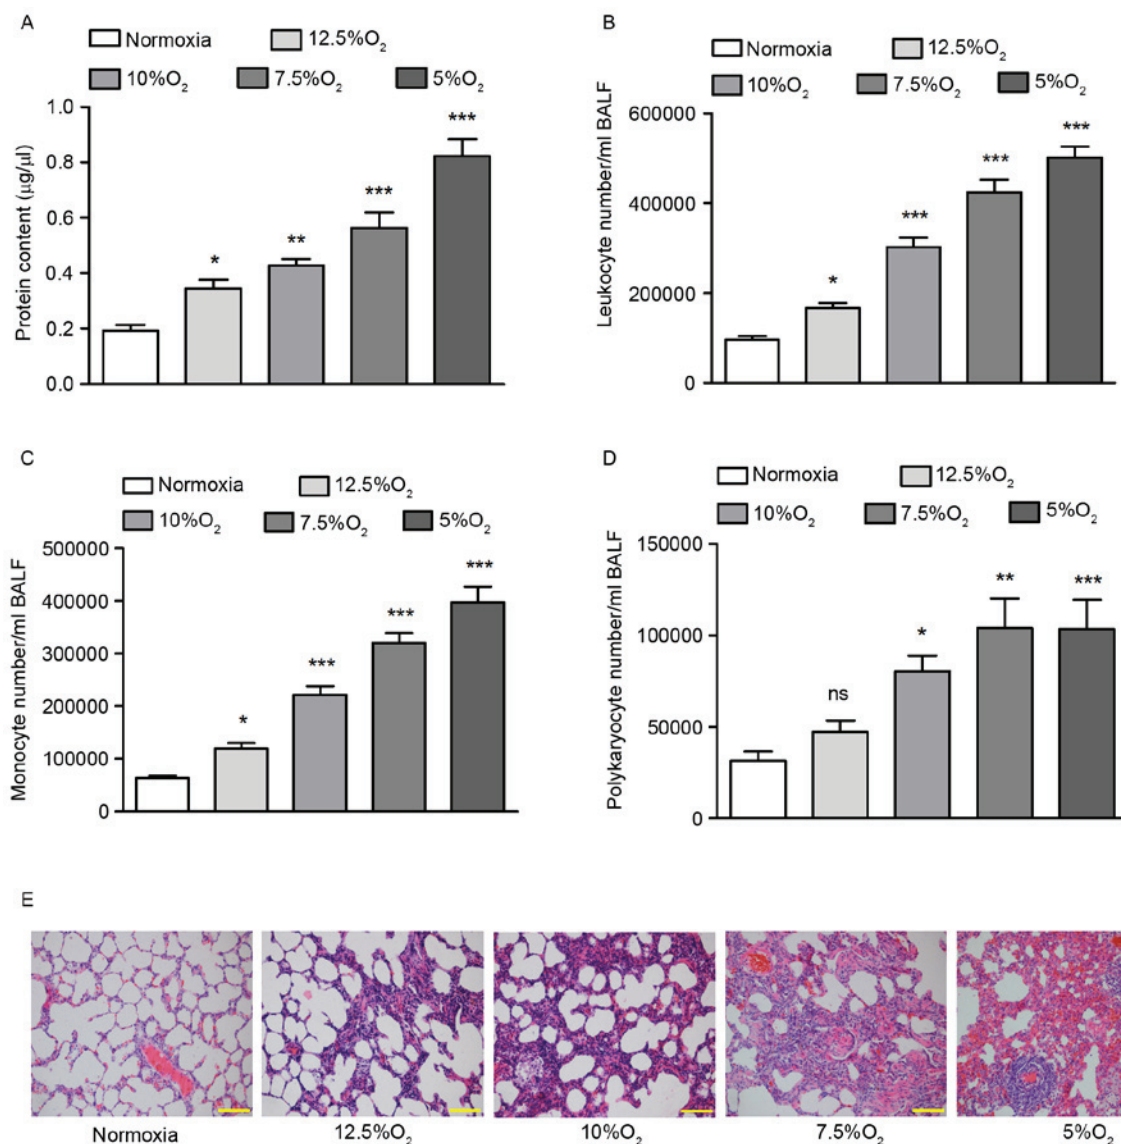 A
Normoxia 12.5%O₂
10%O₂ 7.5%O₂ 5%O₂
Protein content (µg/µl)
1.0
0.8
0.6
0.4
0.2
0.0
*
**
***
***
B
Normoxia 12.5%O₂
10%O₂ 7.5%O₂ 5%O₂
Leukocyte number/ml BALF
600000
400000
200000
0
*
***
***
***
C
Normoxia 12.5%O₂
10%O₂ 7.5%O₂ 5%O₂
Monocyte number/ml BALF
500000
400000
300000
200000
100000
0
*
***
***
***
D
Normoxia 12.5%O₂
10%O₂ 7.5%O₂ 5%O₂
Polykaryocyte number/ml BALF
150000
100000
50000
0
ns
*
**
***
E
Normoxia 12.5%O₂ 10%O₂ 7.5%O₂ 5%O₂